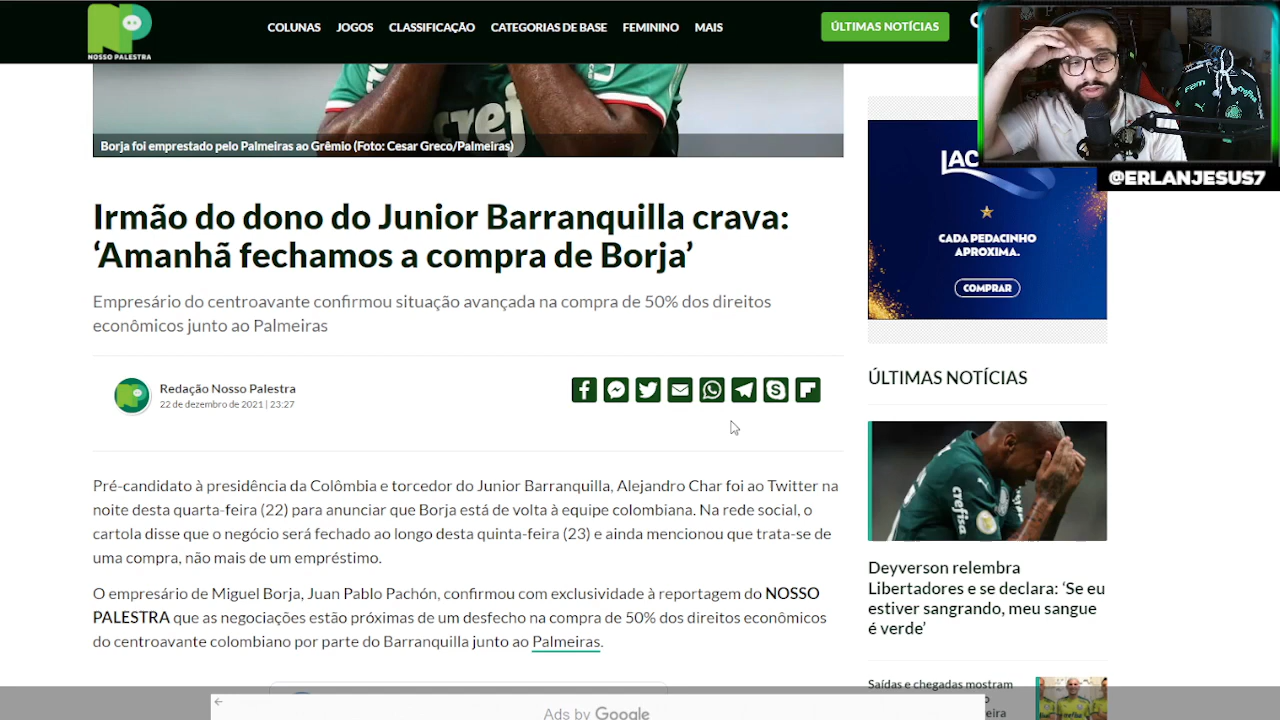 NOSSO PALESTRA
COLUNAS JOGOS CLASSIFICAÇÃO CATEGORIAS DE BASE FEMININO MAIS
ÚLTIMAS NOTÍCIAS
@ERLANJESUS7
crefi
Borja foi emprestado pelo Palmeiras ao Grêmio (Foto: Cesar Greco/Palmeiras)
Irmão do dono do Junior Barranquilla crava:
‘Amanhã fechamos a compra de Borja’
Empresário do centroavante confirmou situação avançada na compra de 50% dos direitos
econômicos junto ao Palmeiras
Redação Nosso Palestra
22 de dezembro de 2021 | 23:27
Pré-candidato à presidência da Colômbia e torcedor do Junior Barranquilla, Alejandro Char foi ao Twitter na
noite desta quarta-feira (22) para anunciar que Borja está de volta à equipe colombiana. Na rede social, o
cartola disse que o negócio será fechado ao longo desta quinta-feira (23) e ainda mencionou que trata-se de
uma compra, não mais de um empréstimo.
O empresário de Miguel Borja, Juan Pablo Pachón, confirmou com exclusividade à reportagem do NOSSO
PALESTRA que as negociações estão próximas de um desfecho na compra de 50% dos direitos econômicos
do centroavante colombiano por parte do Barranquilla junto ao Palmeiras.
LAC
CADA PEDACINHO
APROXIMA.
COMPRAR
ÚLTIMAS NOTÍCIAS
crefisa
Deyverson relembra
Libertadores e se declara: ‘Se eu
estiver sangrando, meu sangue
é verde’
Saídas e chegadas mostram
Ads by Google